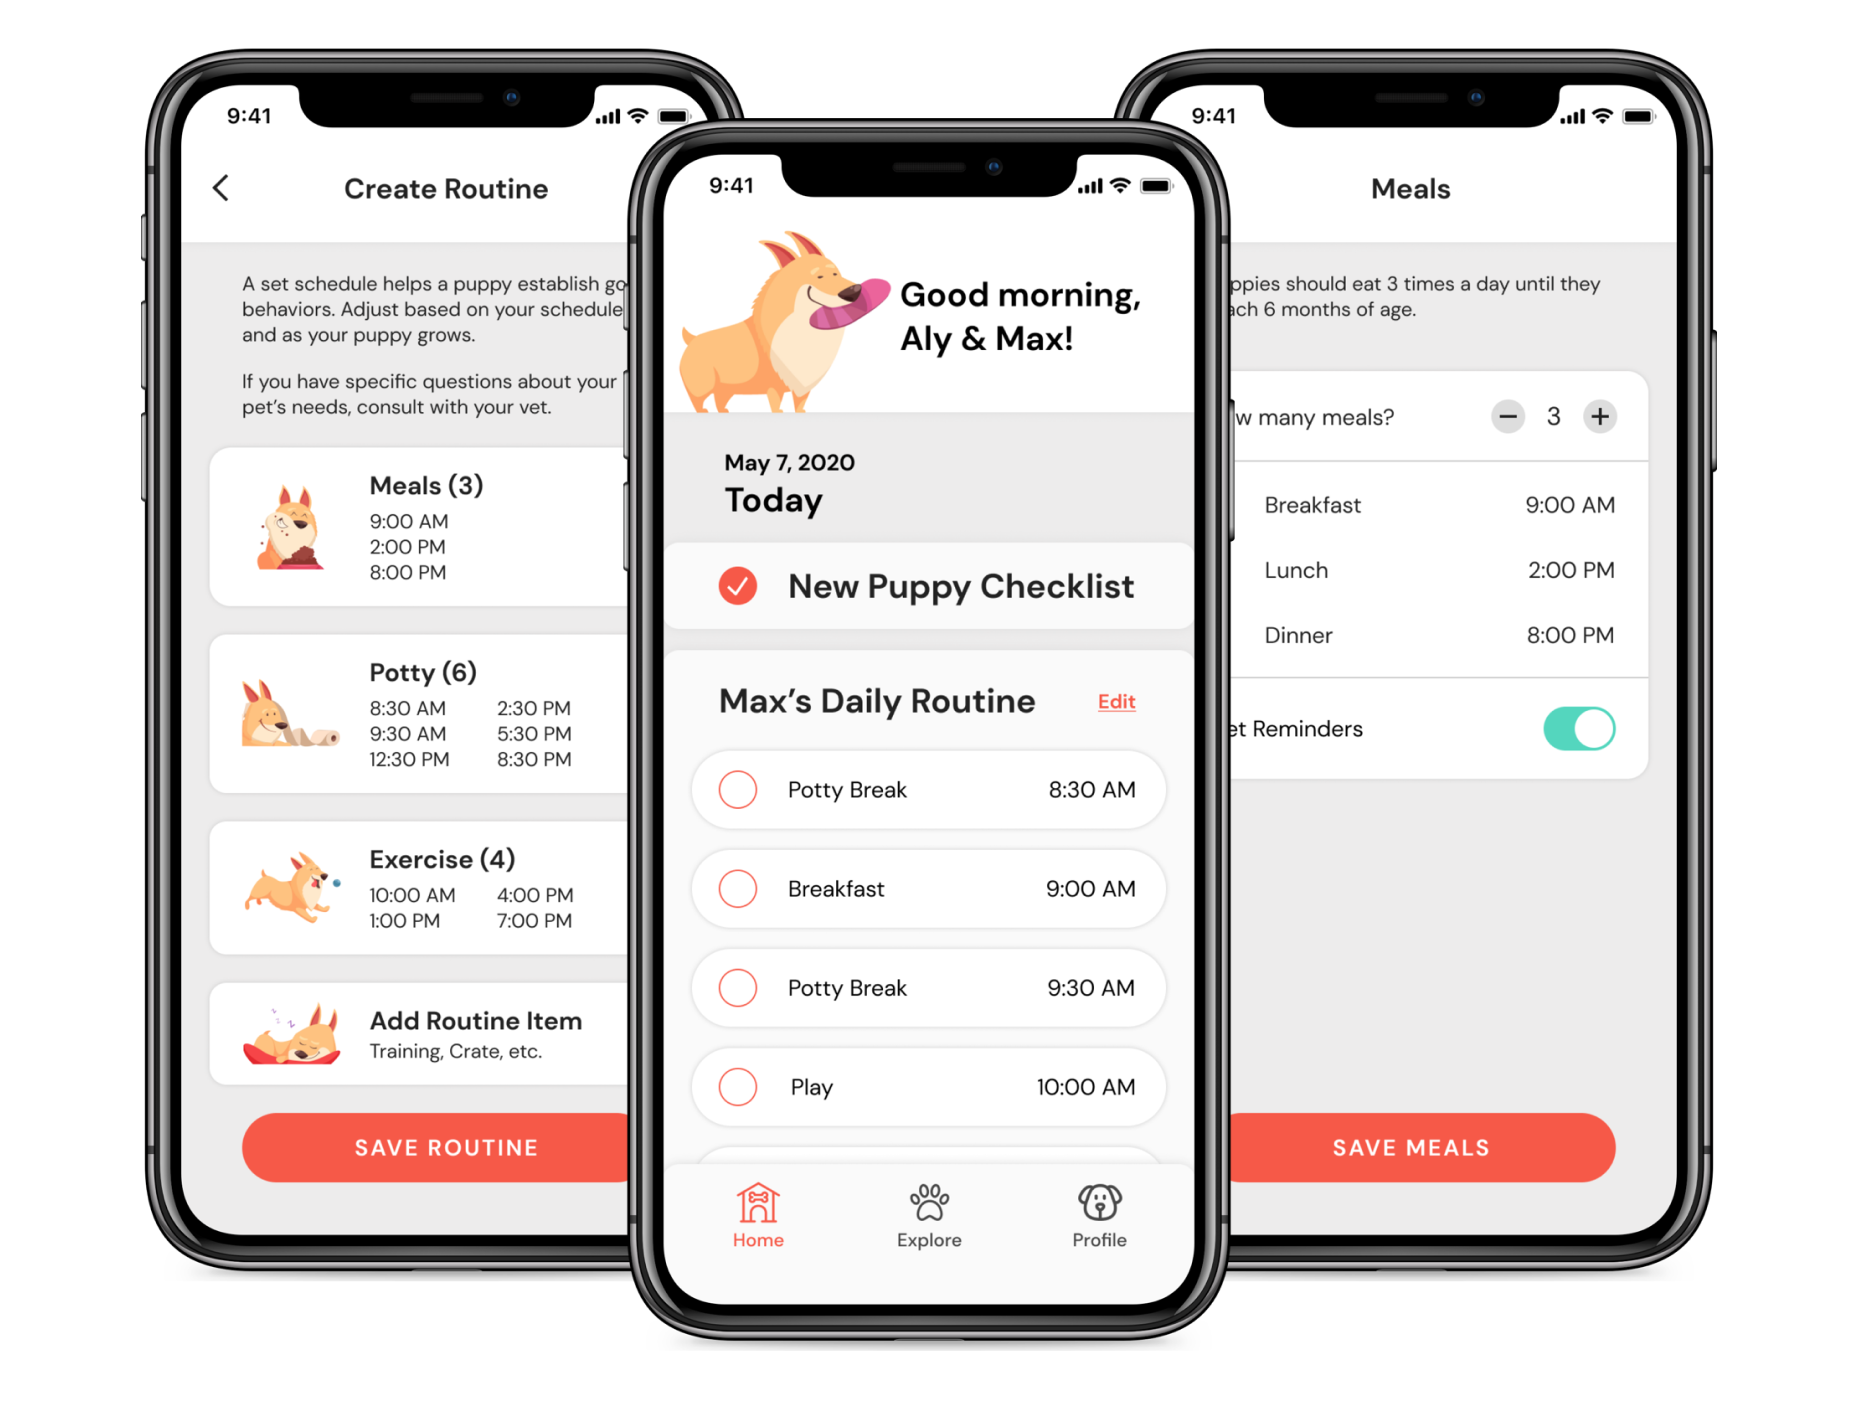 9:41
Create Routine
A set schedule helps a puppy establish
behaviors. Adjust based on your schedule
and as your puppy grows.
If you have specific questions about your
pet's needs, consult with your vet.
Meals (3)
9:00 AM
2:00 PM
8:00 PM
Potty (6)
8:30 AM 2:30 PM
9:30 AM 5:30 PM
12:30 PM 8:30 PM
Exercise (4)
10:00 AM 4:00 PM
1:00 PM 7:00 PM
Add Routine Item
Training, Crate, etc.
SAVE ROUTINE
9:41
Good morning,
Aly & Max!
May 7, 2020
Today
New Puppy Checklist
Max’s Daily Routine Edit
Potty Break 8:30 AM
Breakfast 9:00 AM
Potty Break 9:30 AM
Play 10:00 AM
Home Explore Profile
9:41
Meals
should eat 3 times a day until they
6 months of age.
many meals? 3
Breakfast 9:00 AM
Lunch 2:00 PM
Dinner 8:00 PM
Reminders
SAVE MEALS